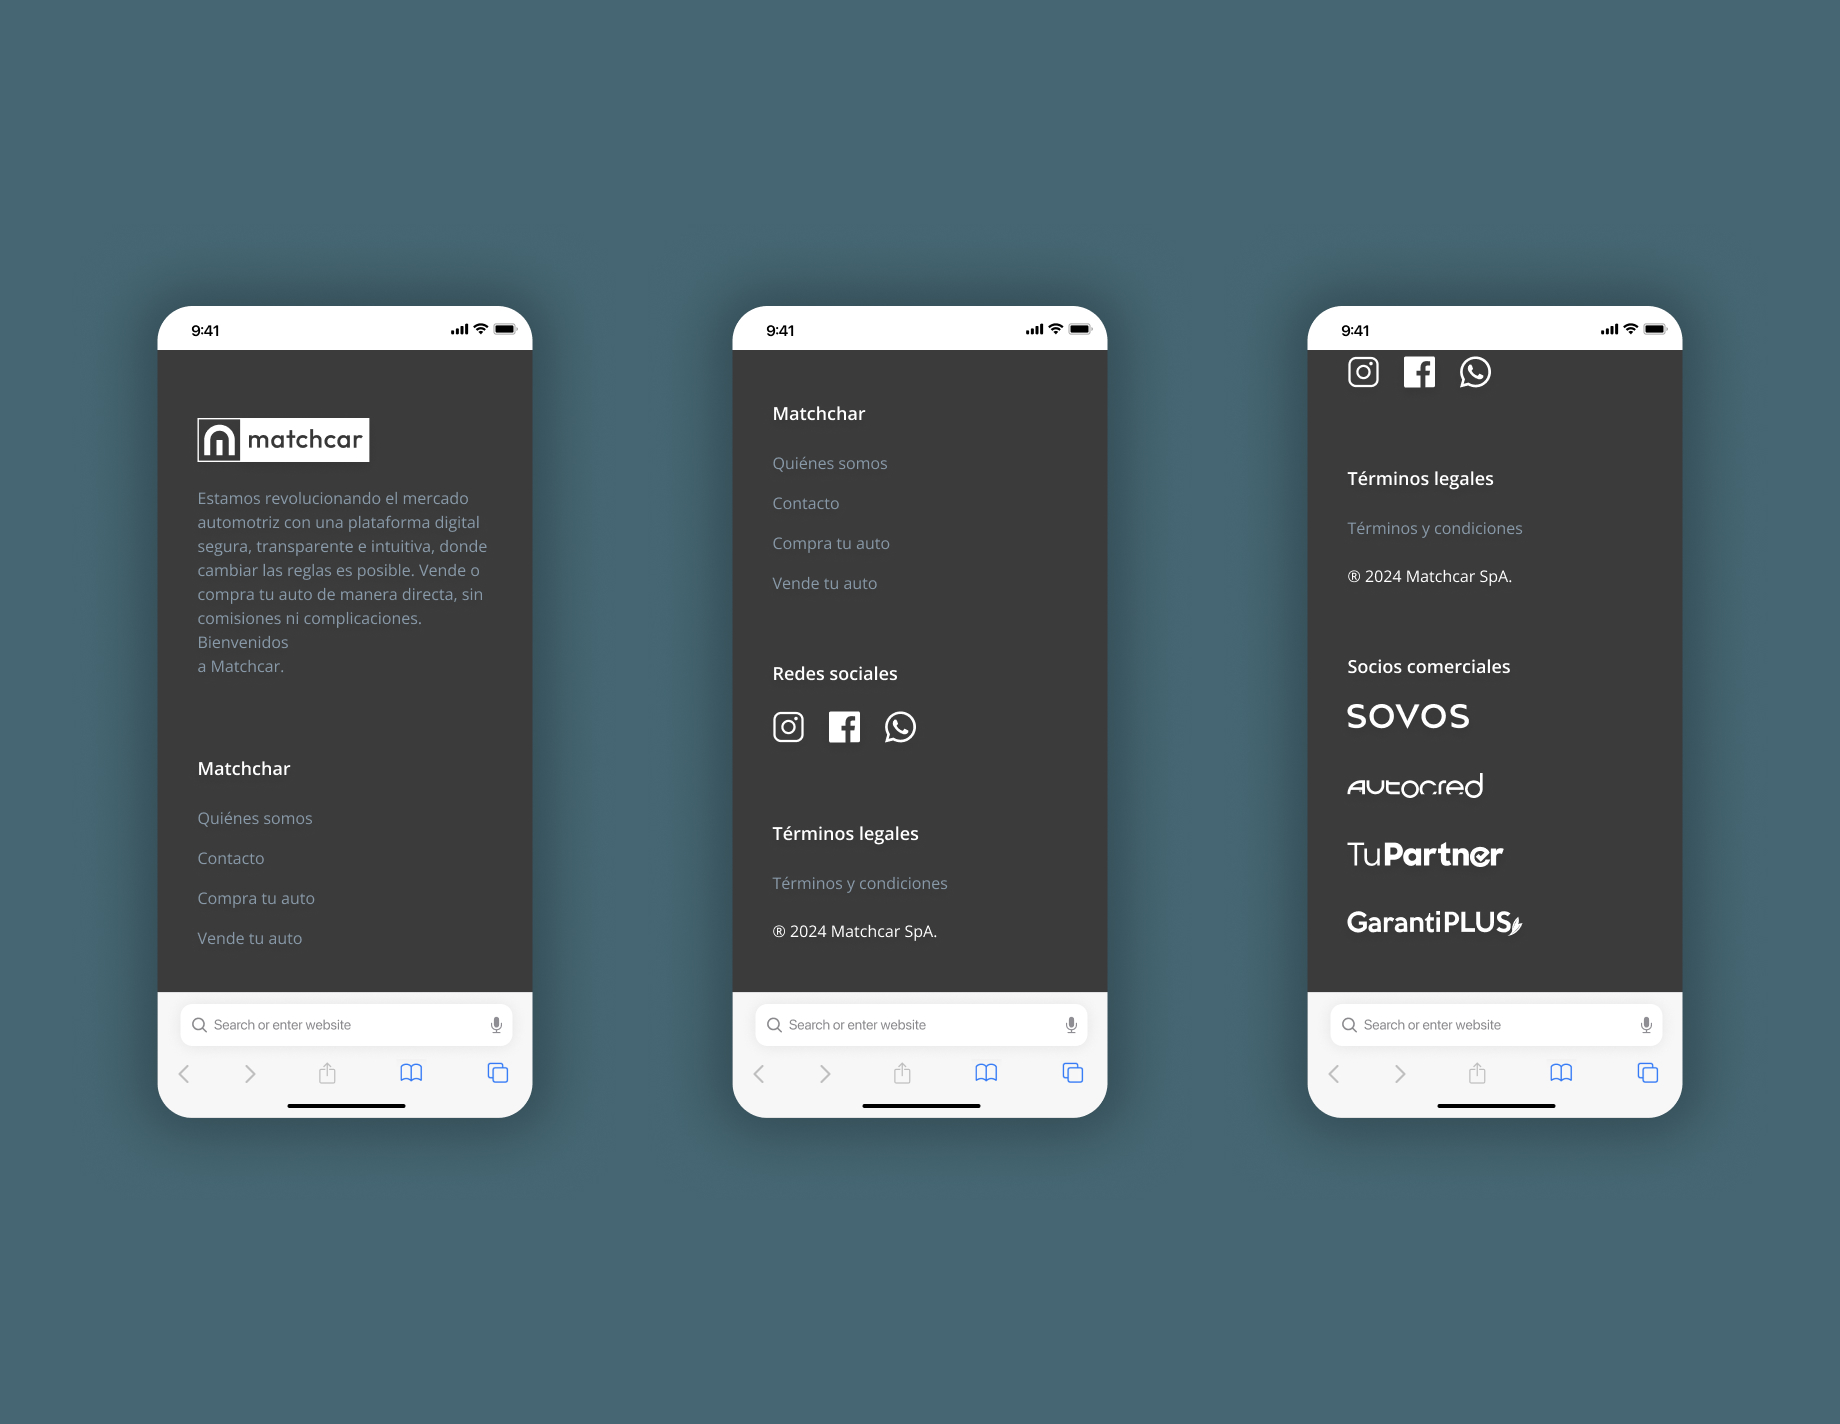 9:41
matchcar
Estamos revolucionando el mercado
automotriz con una plataforma digital
segura, transparente e intuitiva, donde
cambiar las reglas es posible. Vende o
compra tu auto de manera directa, sin
comisiones ni complicaciones.
Bienvenidos
a Matchcar.
Matchchar
Quiénes somos
Contacto
Compra tu auto
Vende tu auto
Search or enter website
9:41
Matchchar
Quiénes somos
Contacto
Compra tu auto
Vende tu auto
Redes sociales
Términos legales
Términos y condiciones
® 2024 Matchcar SpA.
Search or enter website
9:41
Términos legales
Términos y condiciones
® 2024 Matchcar SpA.
Socios comerciales
SOVOS
Autocred
TuPartner
GarantiPLUS
Search or enter website